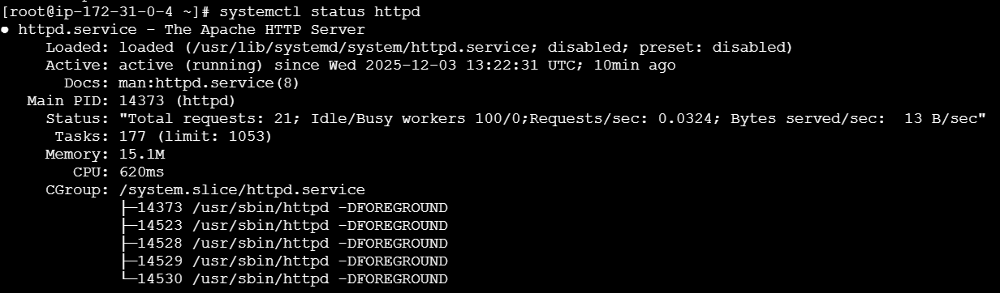 [root@ip-172-31-0-4 ~]# systemctl status httpd
● httpd.service - The Apache HTTP Server
     Loaded: loaded (/usr/lib/systemd/system/httpd.service; disabled; preset: disabled)
     Active: active (running) since Wed 2025-12-03 13:22:31 UTC; 10min ago
       Docs: man:httpd.service(8)
   Main PID: 14373 (httpd)
     Status: "Total requests: 21; Idle/Busy workers 100/0;Requests/sec: 0.0324; Bytes served/sec:  13 B/sec"
      Tasks: 177 (limit: 1053)
     Memory: 15.1M
        CPU: 620ms
     CGroup: /system.slice/httpd.service
             ├─14373 /usr/sbin/httpd -DFOREGROUND
             ├─14523 /usr/sbin/httpd -DFOREGROUND
             ├─14528 /usr/sbin/httpd -DFOREGROUND
             ├─14529 /usr/sbin/httpd -DFOREGROUND
             └─14530 /usr/sbin/httpd -DFOREGROUND